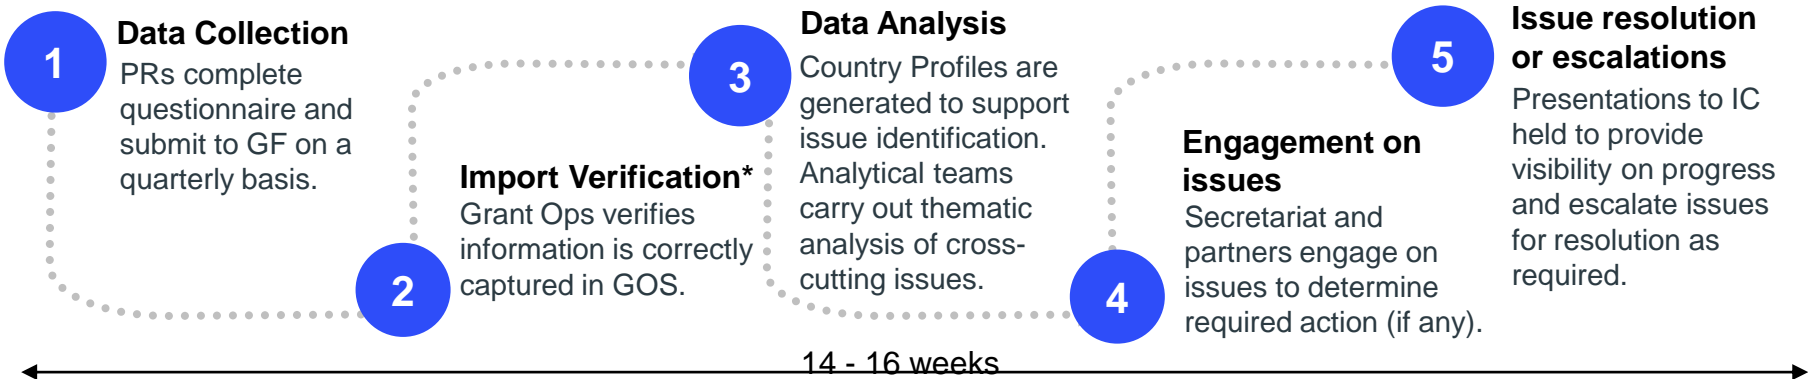 1
Data Collection
PRs complete
questionnaire and
submit to GF on a
quarterly basis.
2
Import Verification*
Grant Ops verifies
information is correctly
captured in GOS.
3
Data Analysis
Country Profiles are
generated to support
issue identification.
Analytical teams
carry out thematic
analysis of cross-
cutting issues.
4
Engagement on
issues
Secretariat and
partners engage on
issues to determine
required action (if any).
5
Issue resolution
or escalations
Presentations to IC
held to provide
visibility on progress
and escalate issues
for resolution as
required.
14 - 16 weeks